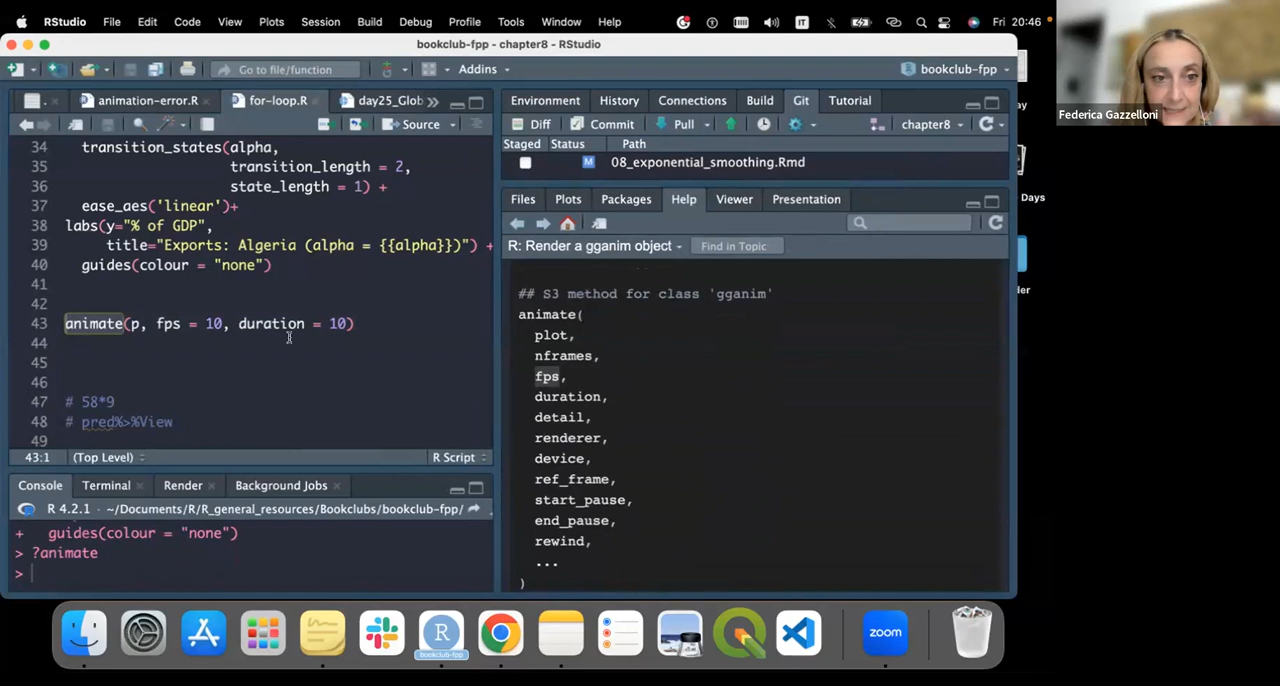 RStudio File Edit Code View Plots Session Build Debug Profile Tools Window Help IT Fri 20:46
bookclub-fpp - chapter8 - RStudio
Go to file/function Addins bookclub-fpp
animation-error.R for-loop.R day25_Glob
Source
34 transition_states(alpha,
35 transition_length = 2,
36 state_length = 1) +
37 ease_aes('linear')+
38 labs(y="% of GDP",
39 title="Exports: Algeria (alpha = {{alpha}})") +
40 guides(colour = "none")
41
42
43 animate(p, fps = 10, duration = 10)
44
45
46
47 # 58*9
48 # pred%>%View
49
43:1 (Top Level) R Script
Console Terminal Render Background Jobs
R 4.2.1 · ~/Documents/R/R_general_resources/Bookclubs/bookclub-fpp/
+ guides(colour = "none")
> ?animate
>
Environment History Connections Build Git Tutorial
Diff Commit Pull chapter8
Staged Status Path
M 08_exponential_smoothing.Rmd
Files Plots Packages Help Viewer Presentation
R: Render a gganim object Find in Topic
## S3 method for class 'gganim'
animate(
plot,
nframes,
fps,
duration,
detail,
renderer,
device,
ref_frame,
start_pause,
end_pause,
rewind,
...
)
Federica Gazzelloni
Days
R
bookclub-fpp
zoom